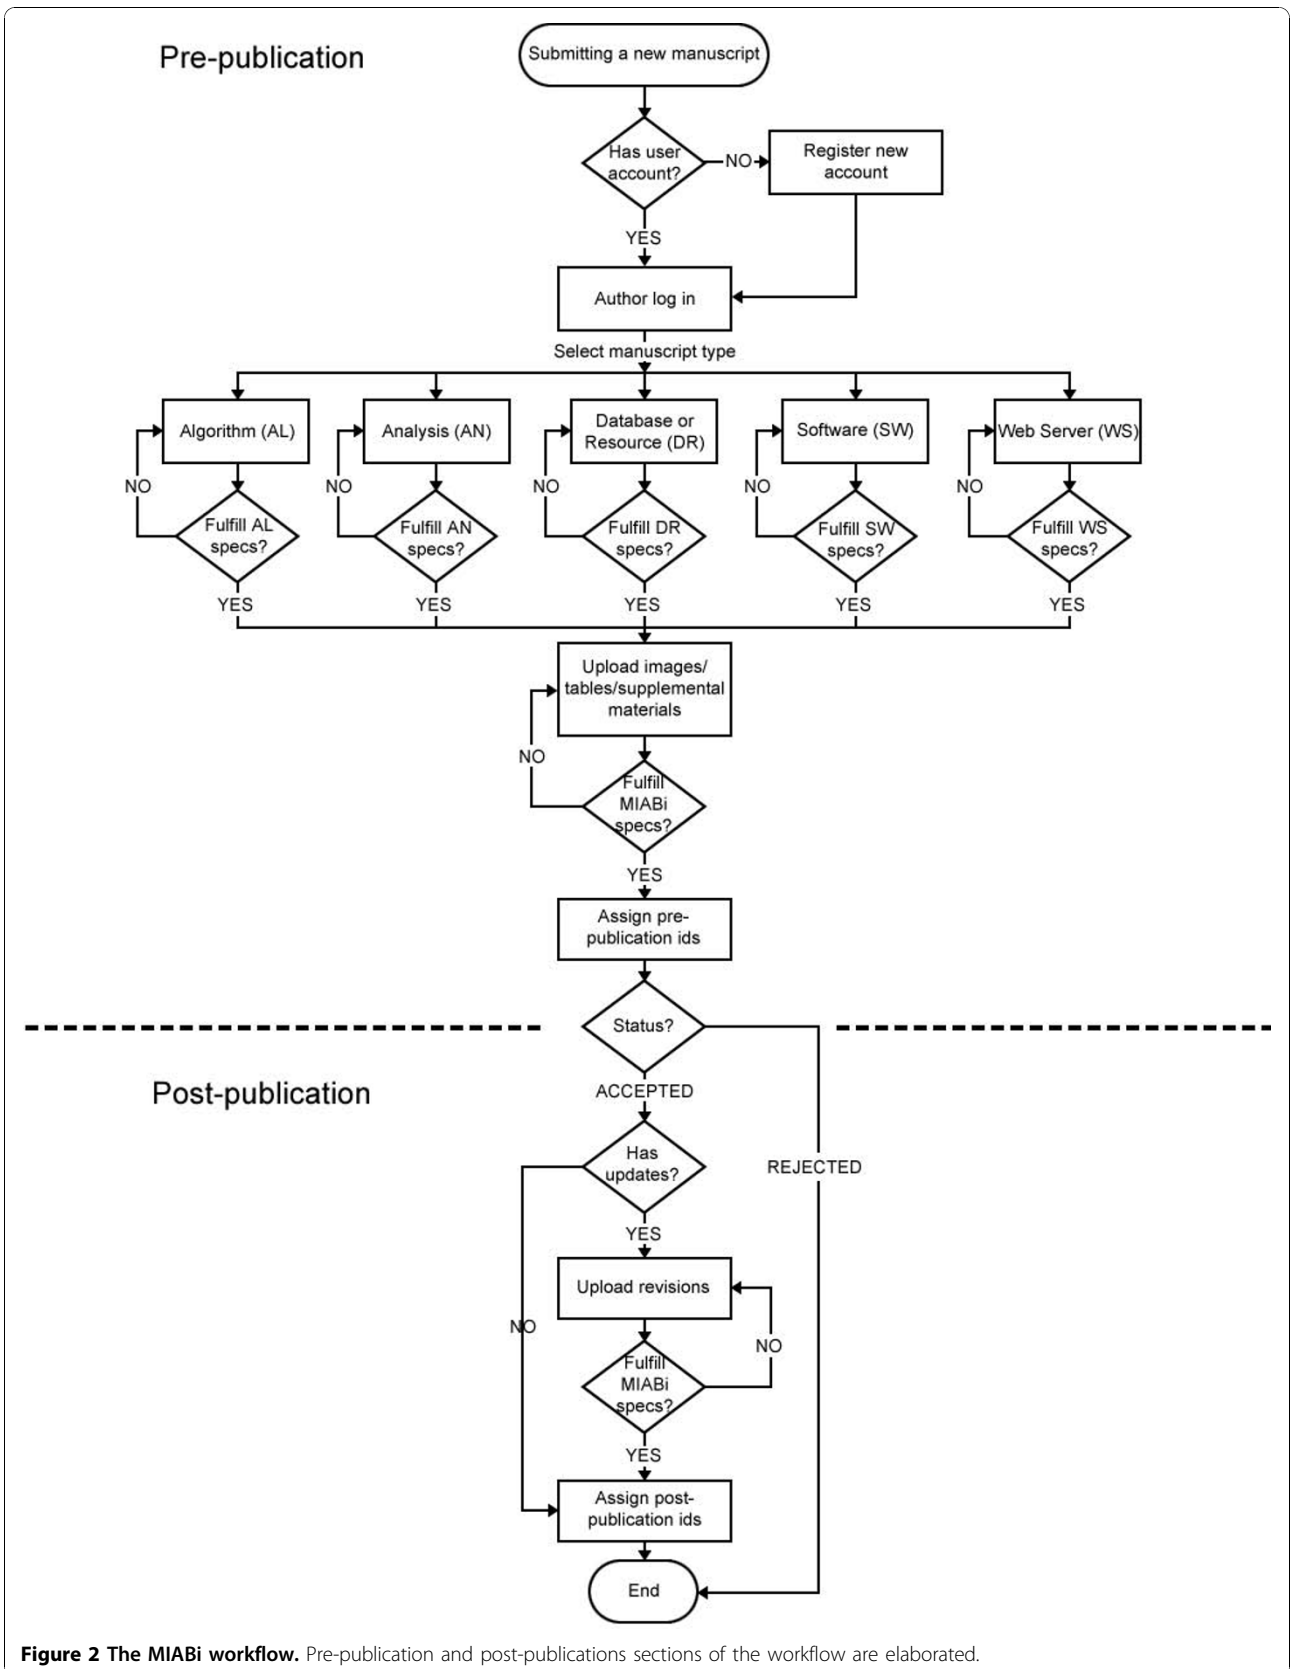 Pre-publication
Submitting a new manuscript
Has user
account?
NO
Register new
account
YES
Author log in
Select manuscript type
Algorithm (AL)
Analysis (AN)
Database or
Resource (DR)
Software (SW)
Web Server (WS)
NO
NO
NO
NO
NO
Fulfill AL
specs?
Fulfill AN
specs?
Fulfill DR
specs?
Fulfill SW
specs?
Fulfill WS
specs?
YES
YES
YES
YES
YES
Upload images/
tables/supplemental
materials
NO
Fulfill
MIABi
specs?
YES
Assign pre-
publication ids
Status?
Post-publication
ACCEPTED
Has
updates?
REJECTED
YES
Upload revisions
NO
NO
Fulfill
MIABi
specs?
YES
Assign post-
publication ids
End
Figure 2 The MIABi workflow. Pre-publication and post-publications sections of the workflow are elaborated.